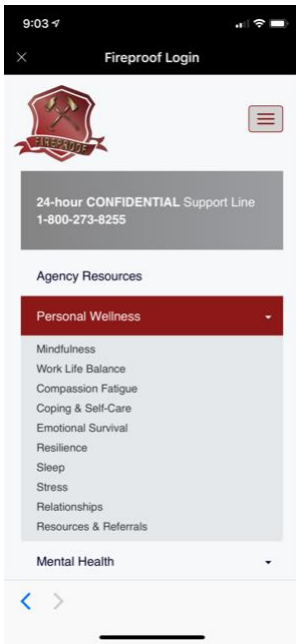 9:03
Fireproof Login
FIREPROOF
24-hour CONFIDENTIAL Support Line
1-800-273-8255
Agency Resources
Personal Wellness
Mindfulness
Work Life Balance
Compassion Fatigue
Coping & Self-Care
Emotional Survival
Resilience
Sleep
Stress
Relationships
Resources & Referrals
Mental Health